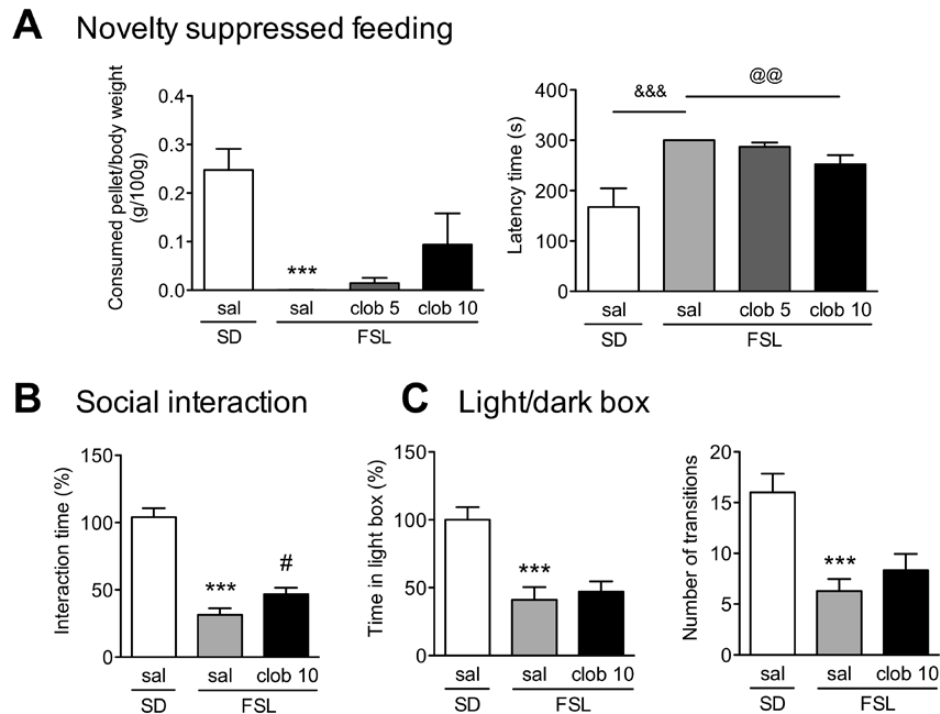 A Novelty suppressed feeding
Consumed pellet/body weight
(g/100g)
0.4
0.3
0.2
0.1
0.0
***
sal sal clob 5 clob 10
SD FSL
Latency time (s)
400
300
200
100
0
&&&
@@
sal sal clob 5 clob 10
SD FSL
B Social interaction
Interaction time (%)
150
100
50
0
***
#
sal sal clob 10
SD FSL
C Light/dark box
Time in light box (%)
150
100
50
0
***
sal sal clob 10
SD FSL
Number of transitions
20
15
10
5
0
***
sal sal clob 10
SD FSL